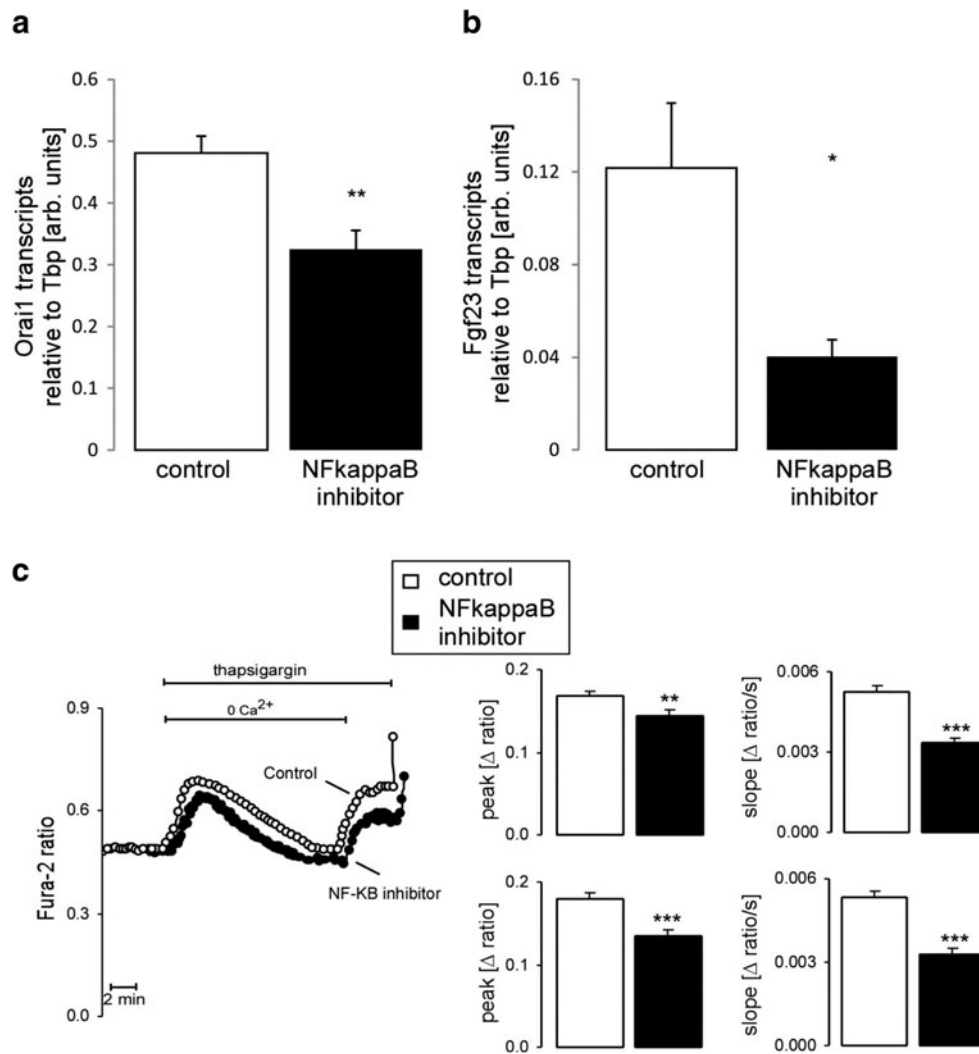 a
Orai1 transcripts
relative to Tbp [arb. units]
0.6
0.5
0.4
0.3
0.2
0.1
0
**
control
NFkappaB
inhibitor
b
Fgf23 transcripts
relative to Tbp [arb. units]
0.16
0.12
0.08
0.04
0
*
control
NFkappaB
inhibitor
c
control
NFkappaB
inhibitor
thapsigargin
0 Ca²⁺
Fura-2 ratio
0.9
0.6
0.3
0.0
Control
NF-KB inhibitor
2 min
peak [Δ ratio]
0.2
0.1
0.0
**
slope [Δ ratio/s]
0.006
0.003
0.000
***
peak [Δ ratio]
0.2
0.1
0.0
***
slope [Δ ratio/s]
0.006
0.003
0.000
***